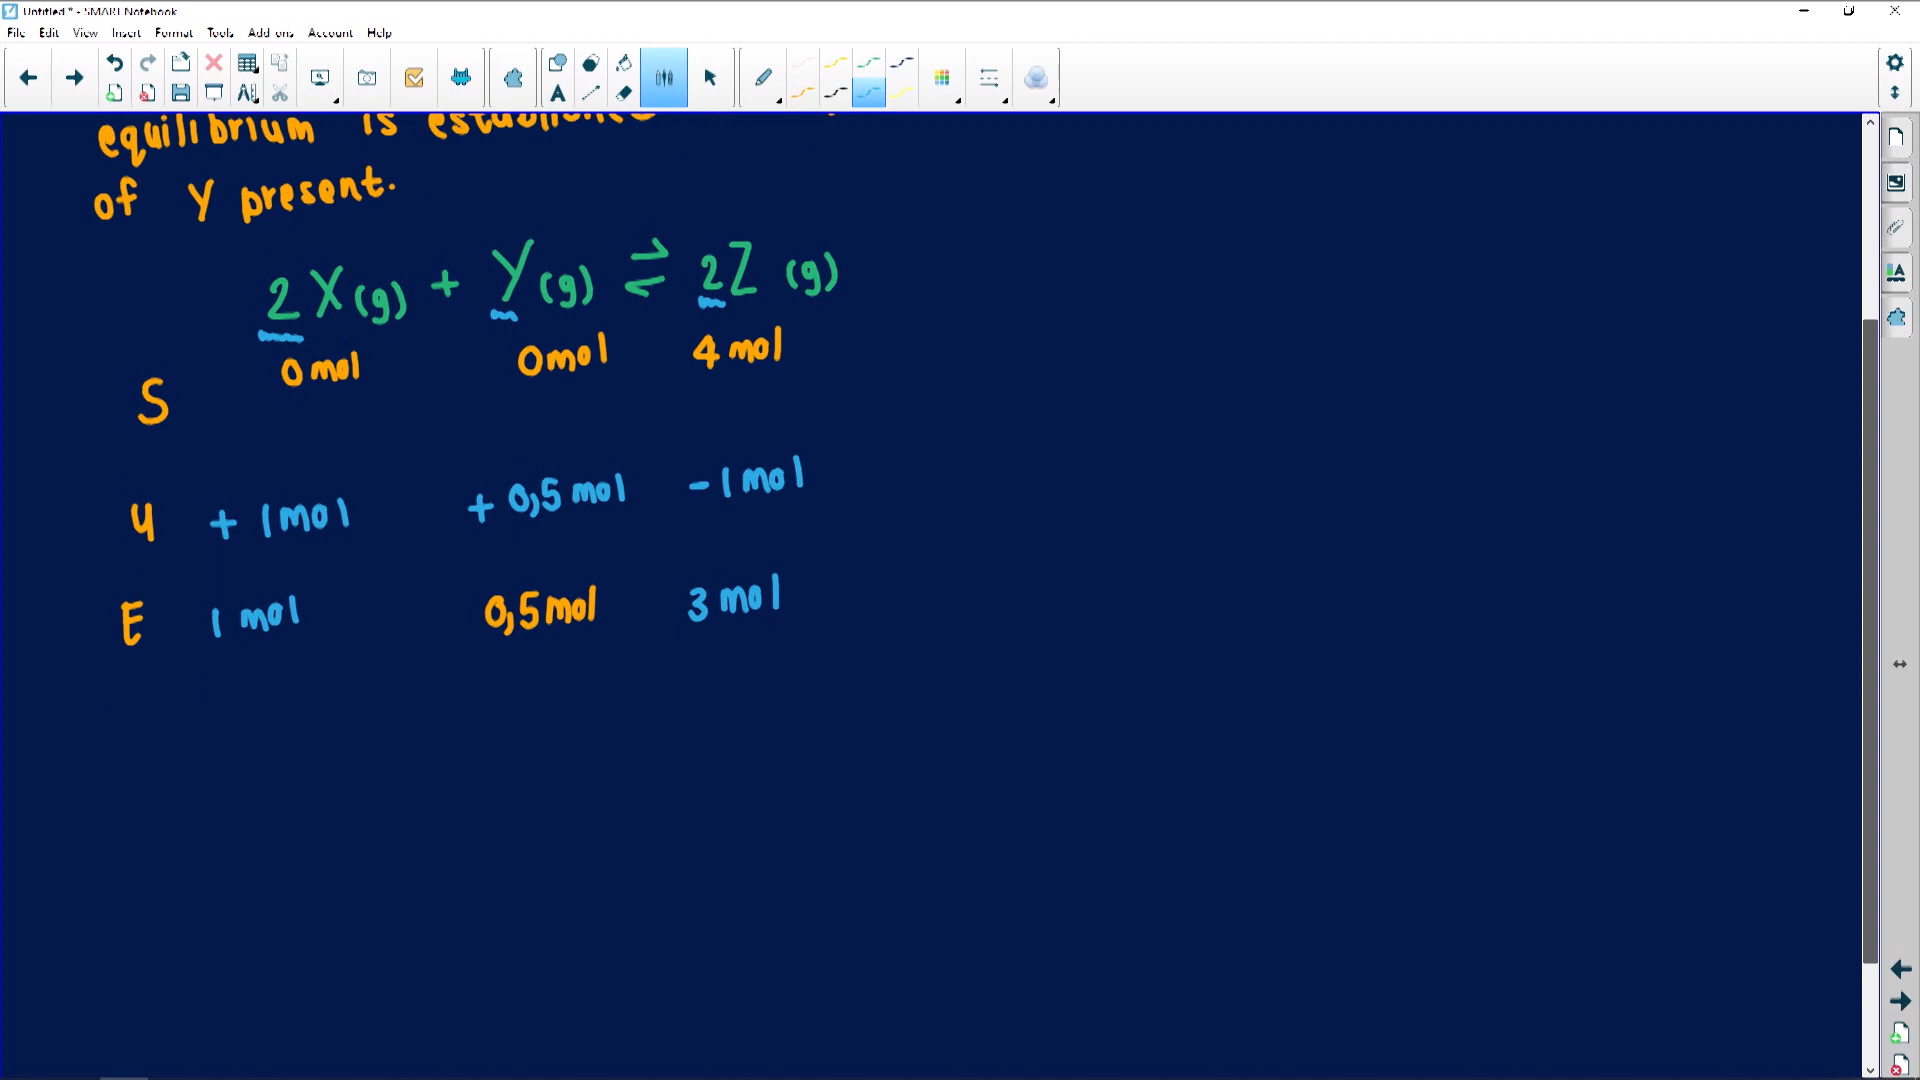 Untitled * - SMART Notebook
File Edit View Insert Format Tools Add-ons Account Help
equilibrium is
of Y present.
2X(g) + Y(g) ⇌ 2Z (g)
0 mol 0 mol 4 mol
S
U + 1 mol + 0,5 mol - 1 mol
E 1 mol 0,5 mol 3 mol